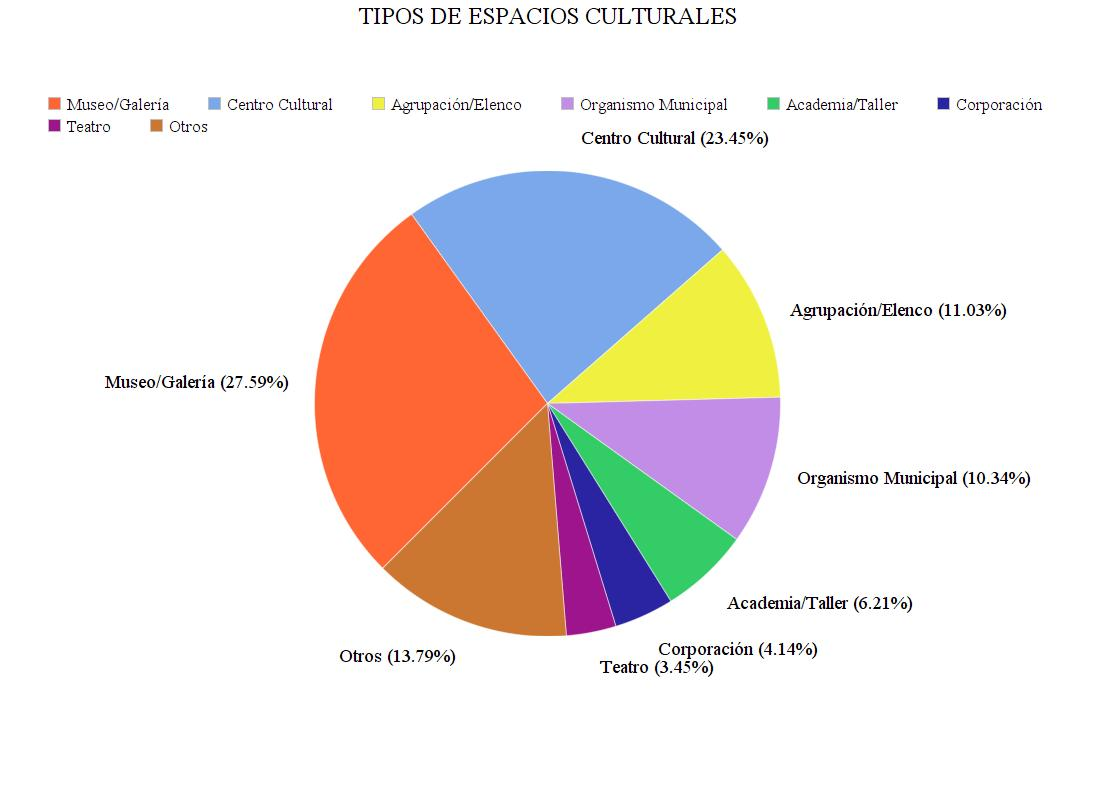 TIPOS DE ESPACIOS CULTURALES
Museo/Galería Centro Cultural Agrupación/Elenco Organismo Municipal Academia/Taller Corporación
Teatro Otros
Centro Cultural (23.45%)
Agrupación/Elenco (11.03%)
Museo/Galería (27.59%)
Organismo Municipal (10.34%)
Academia/Taller (6.21%)
Corporación (4.14%)
Otros (13.79%)
Teatro (3.45%)